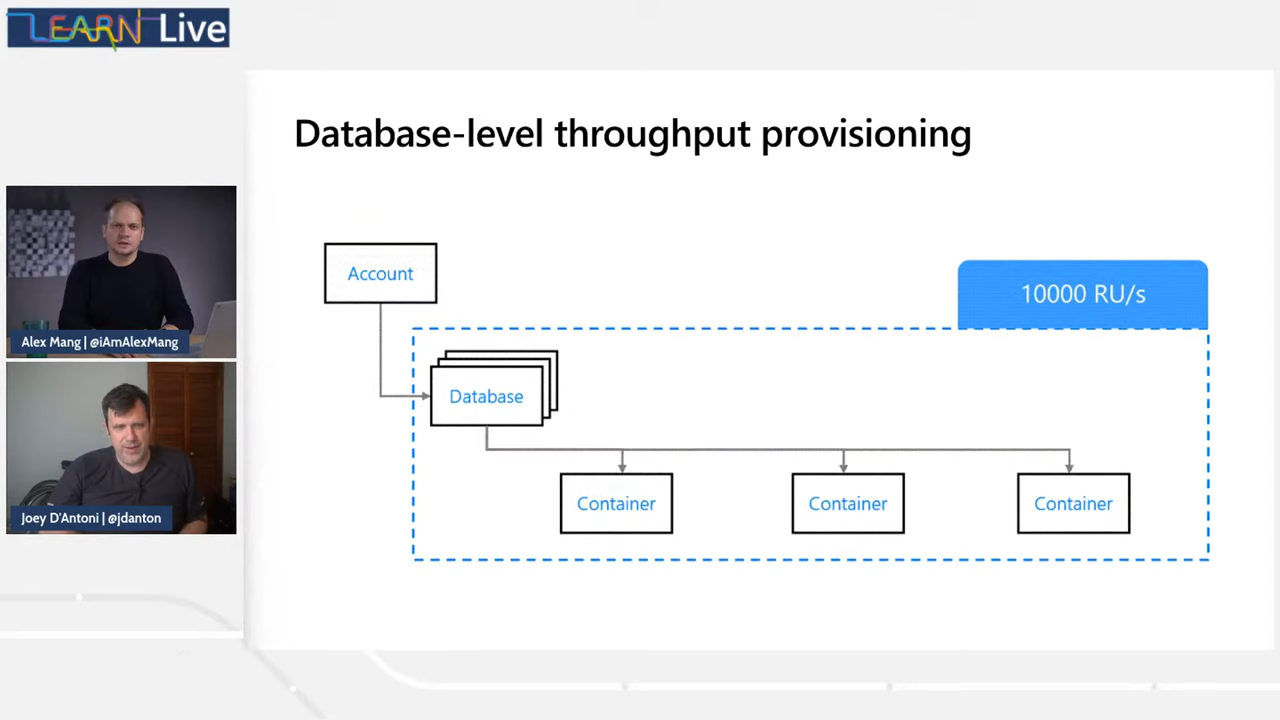 LEARN Live
Database-level throughput provisioning
Account
10000 RU/s
Database
Container
Container
Container
Alex Mang | @iAmAlexMang
Joey D'Antoni | @jdanton